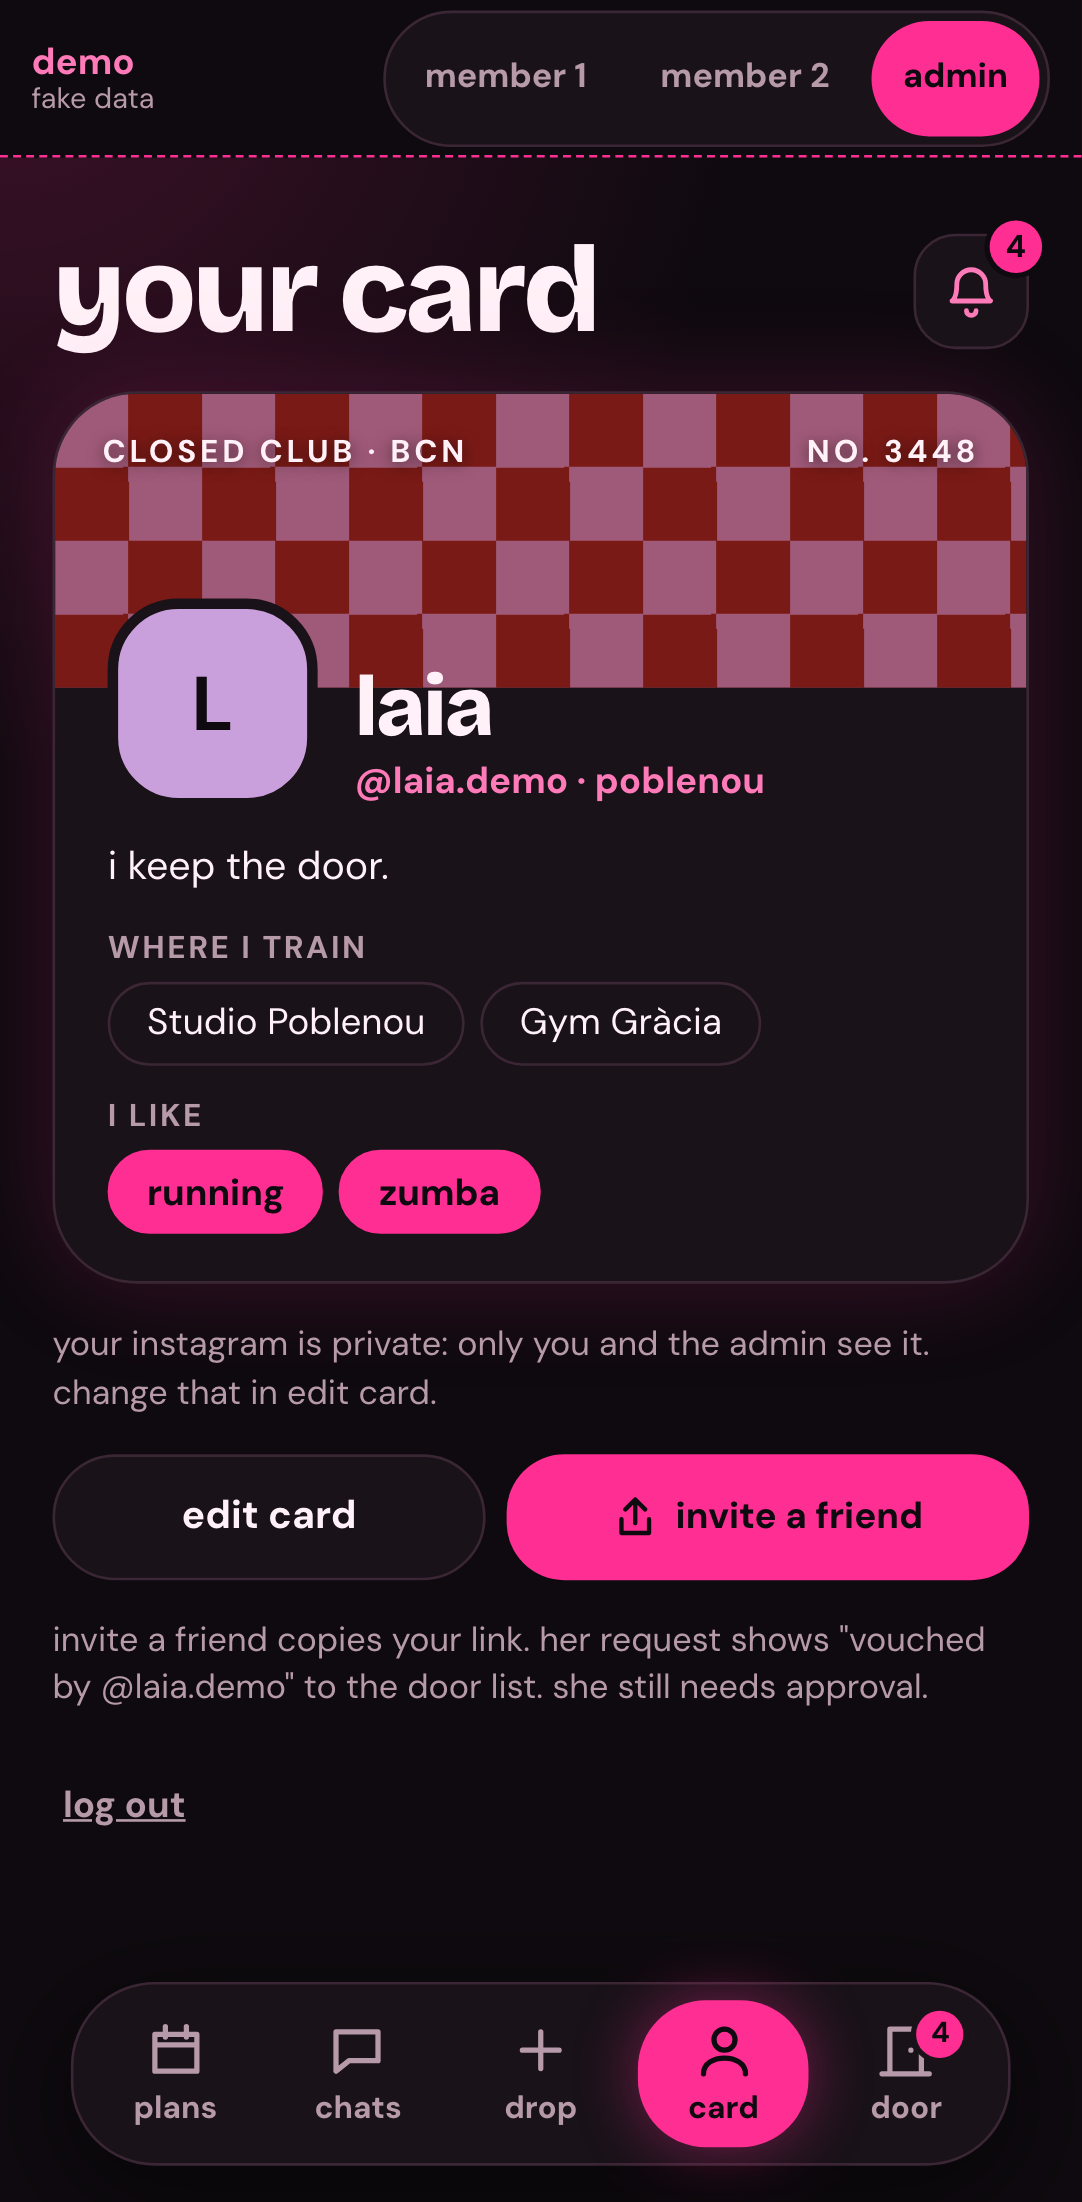 demo
fake data
member 1
member 2
admin
your card
4
CLOSED CLUB · BCN
NO. 3448
L
laia
@laia.demo · poblenou
i keep the door.
WHERE I TRAIN
Studio Poblenou
Gym Gràcia
I LIKE
running
zumba
your instagram is private: only you and the admin see it.
change that in edit card.
edit card
invite a friend
invite a friend copies your link. her request shows "vouched
by @laia.demo" to the door list. she still needs approval.
log out
4
plans
chats
drop
card
door